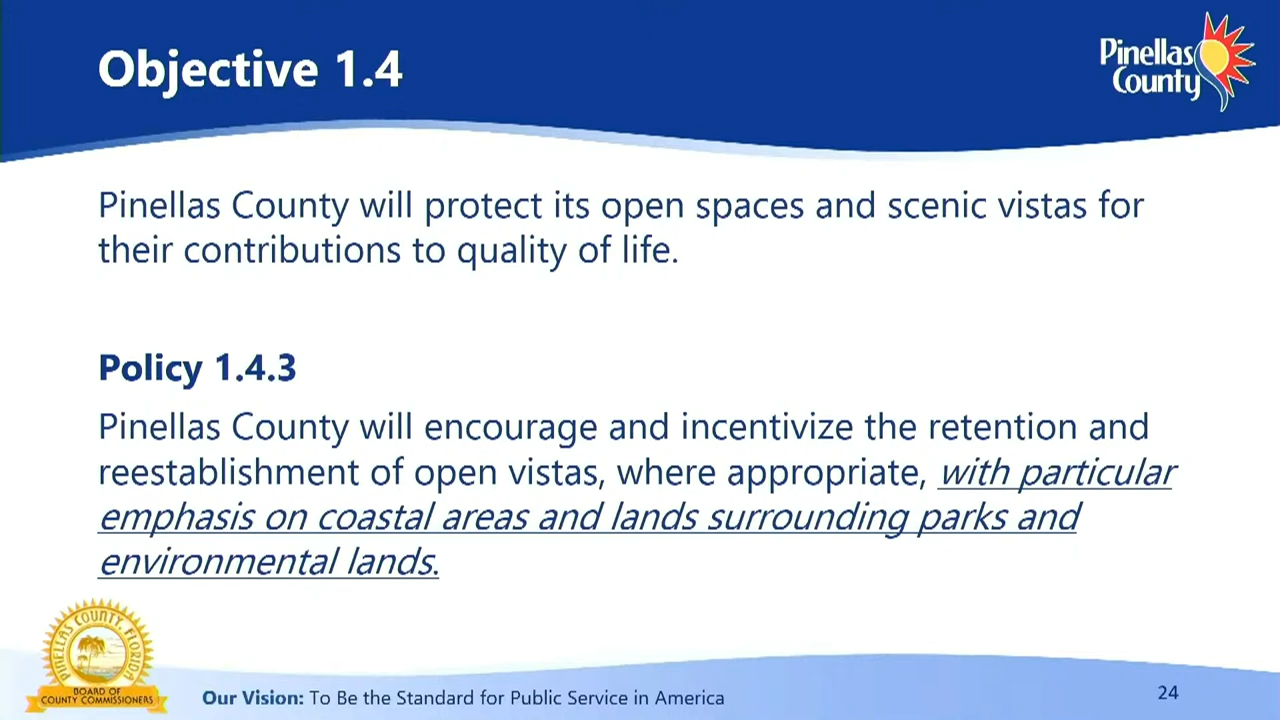 Objective 1.4
Pinellas
County
Pinellas County will protect its open spaces and scenic vistas for
their contributions to quality of life.
Policy 1.4.3
Pinellas County will encourage and incentivize the retention and
reestablishment of open vistas, where appropriate, with particular
emphasis on coastal areas and lands surrounding parks and
environmental lands.
PINELLAS COUNTY, FLORIDA
BOARD OF
COUNTY COMMISSIONERS
Our Vision: To Be the Standard for Public Service in America
24